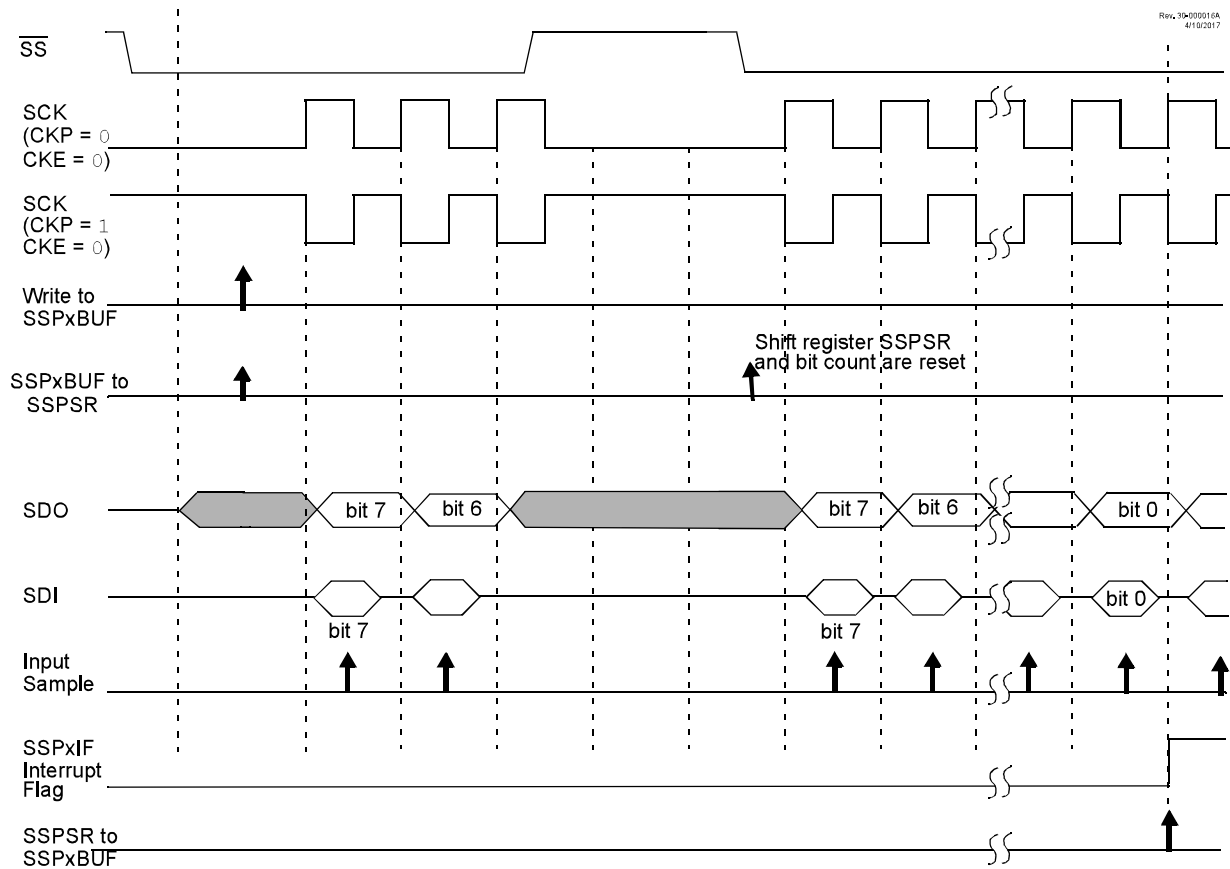 Rev. 30-000016A
4/10/2017
SS
SCK
(CKP = 0
CKE = 0)
SCK
(CKP = 1
CKE = 0)
Write to
SSPxBUF
Shift register SSPSR
and bit count are reset
SSPxBUF to
SSPSR
SDO
bit 7
bit 6
bit 7
bit 6
bit 0
SDI
bit 0
bit 7
bit 7
Input
Sample
SSPxIF
Interrupt
Flag
SSPSR to
SSPxBUF